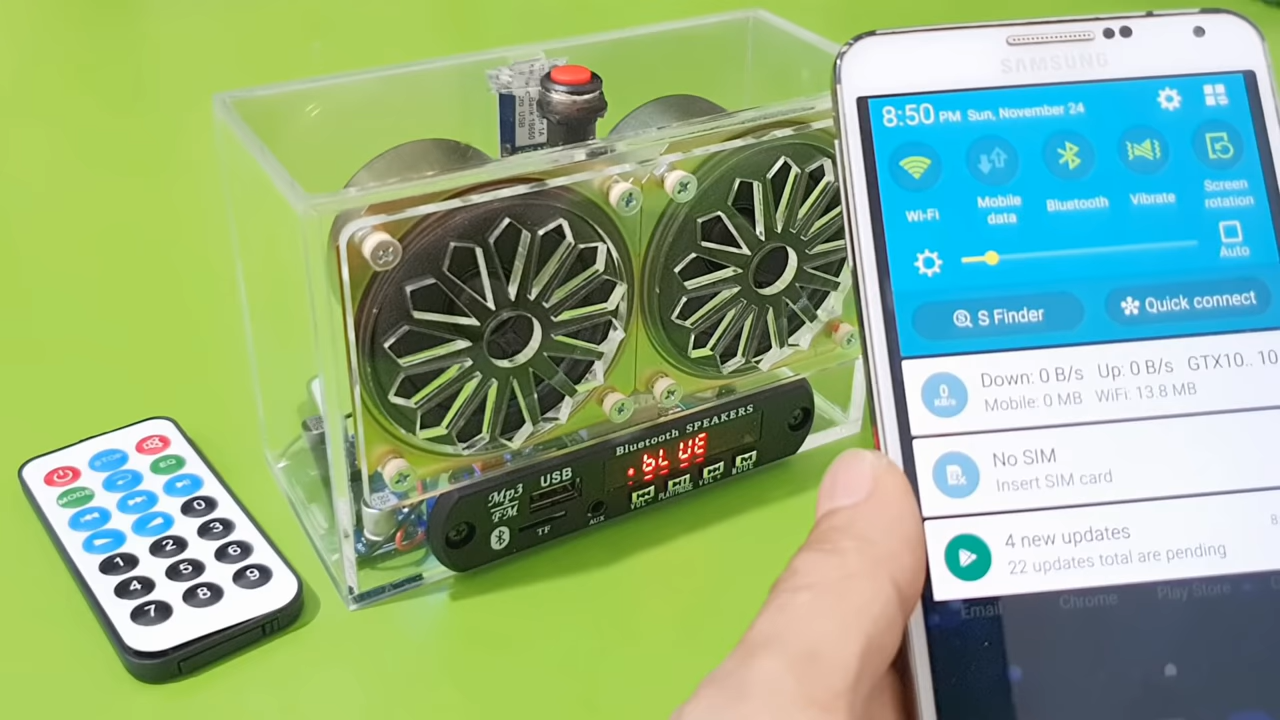 SAMSUNG
8:50 PM Sun, November 24
Wi-Fi
Mobile data
Bluetooth
Vibrate
Screen rotation
Auto
S Finder
Quick connect
0
KB/s
Down: 0 B/s Up: 0 B/s GTX10.. 10
Mobile: 0 MB WiFi: 13.8 MB
No SIM
Insert SIM card
4 new updates
22 updates total are pending
8
Email
Chrome
Play Store
Bluetooth SPEAKERS
bLUE
USB
Mp3
FM
TF
AUX
VOL-
PLAY/PAUSE
VOL+
MODE
STOP
MODE
EQ
0
1
2
3
4
5
6
7
8
9